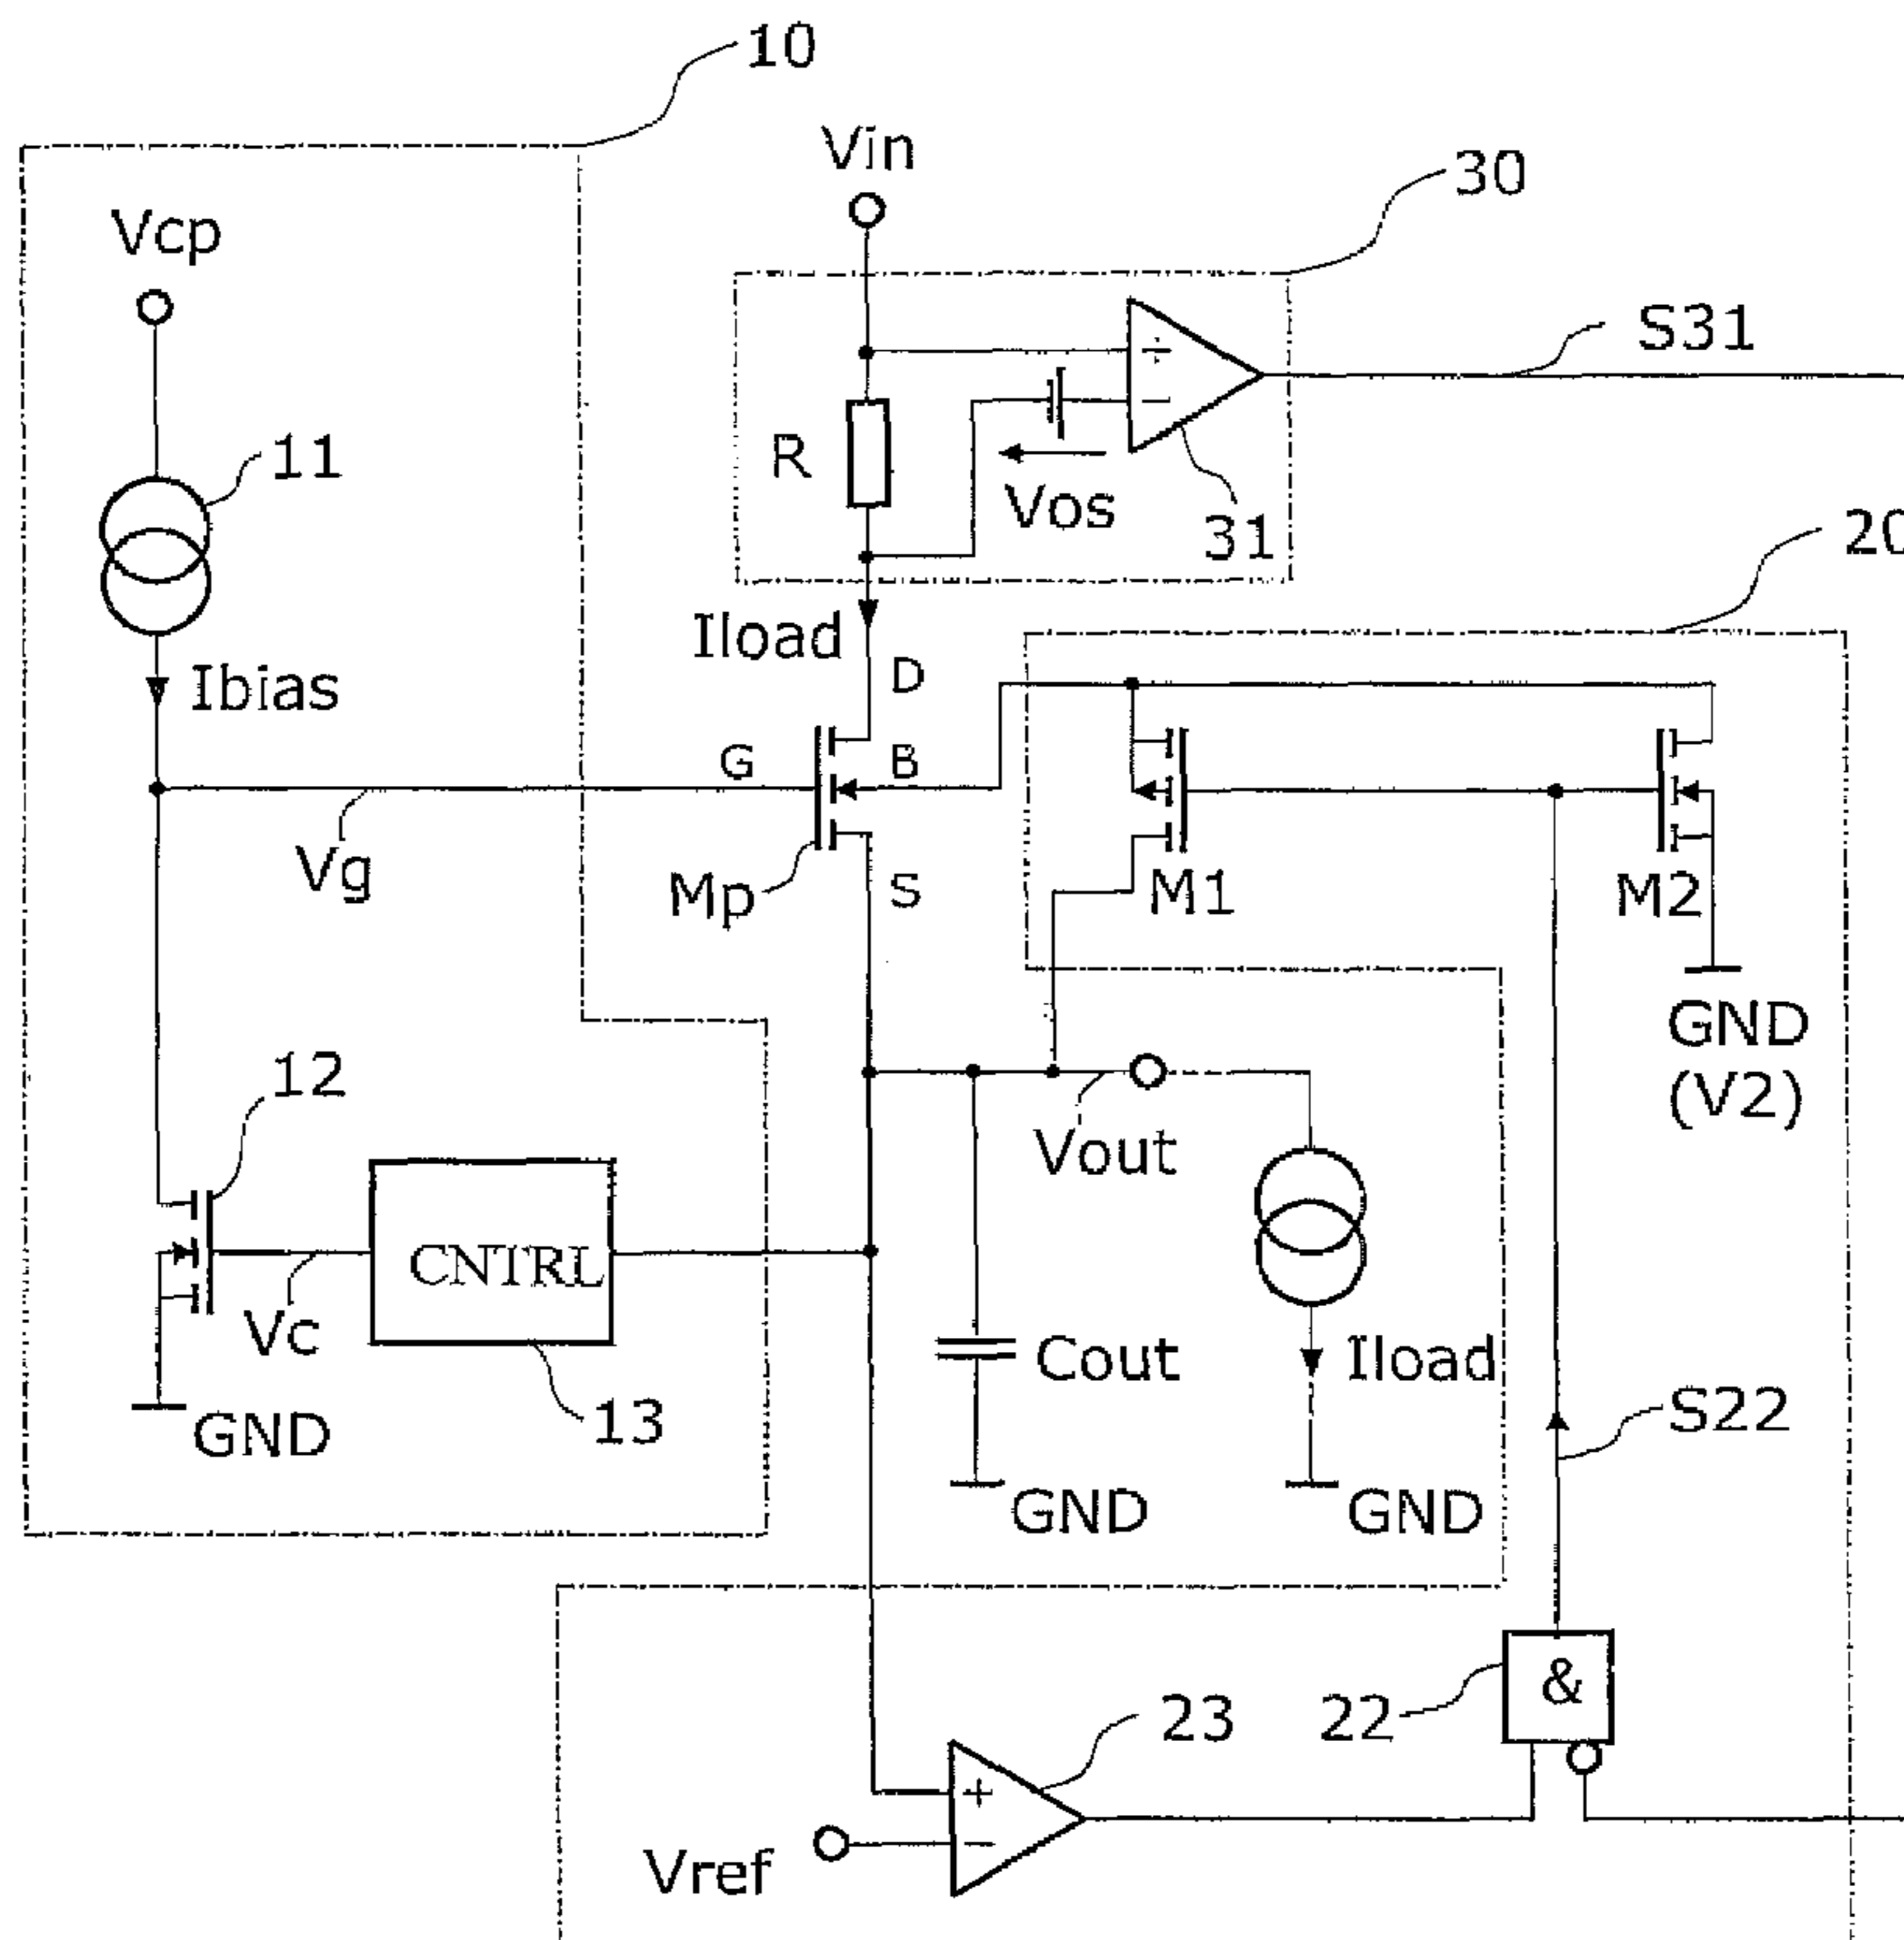 10
Vin
30
Vcp
S31
11
R
Vos
31
20
Iload
D
Ibias
G
B
Vg
Mp
S
M1
M2
GND
(V2)
12
Vout
CNTRL
Vc
Cout
Iload
13
S22
GND
GND
GND
&
23
22
+
−
Vref